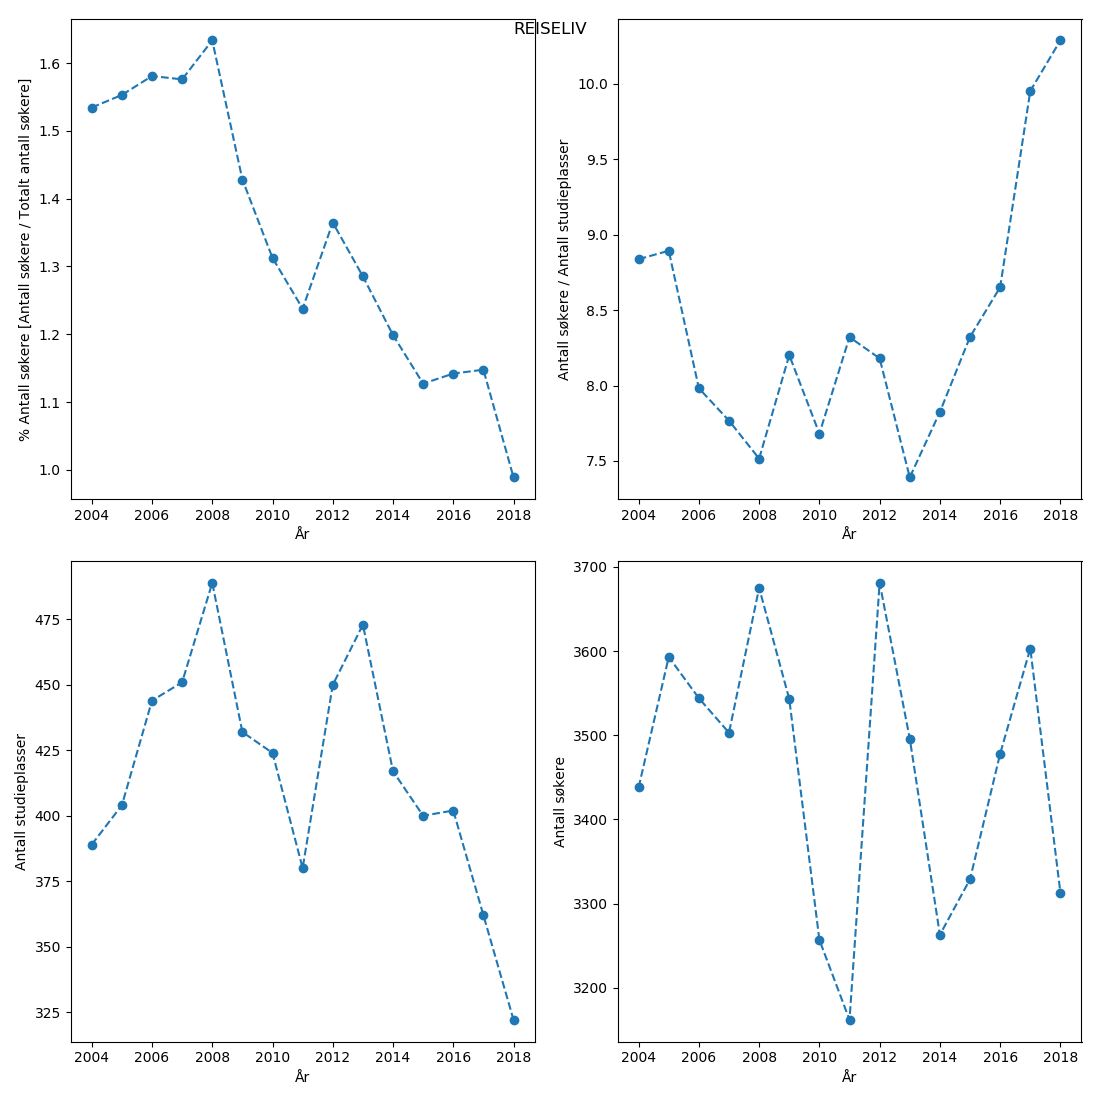 REISELIV
% Antall søkere [Antall søkere / Totalt antall søkere]
1.6
1.5
1.4
1.3
1.2
1.1
1.0
2004 2006 2008 2010 2012 2014 2016 2018
År
Antall søkere / Antall studieplasser
10.0
9.5
9.0
8.5
8.0
7.5
2004 2006 2008 2010 2012 2014 2016 2018
År
Antall studieplasser
475
450
425
400
375
350
325
2004 2006 2008 2010 2012 2014 2016 2018
År
Antall søkere
3700
3600
3500
3400
3300
3200
2004 2006 2008 2010 2012 2014 2016 2018
År